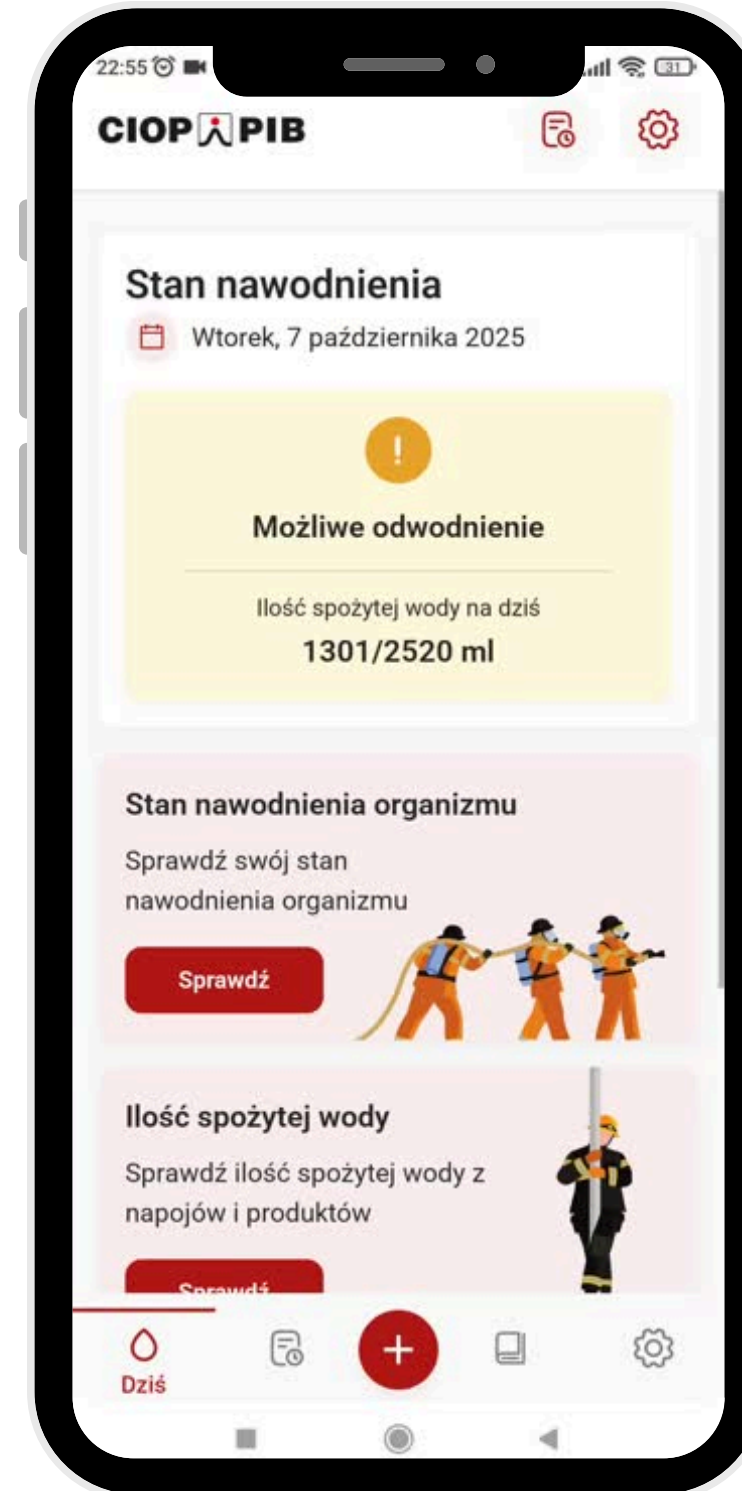 22:55
31
CIOP PIB
Stan nawodnienia
Wtorek, 7 października 2025
!
Możliwe odwodnienie
Ilość spożytej wody na dziś
1301/2520 ml
Stan nawodnienia organizmu
Sprawdź swój stan
nawodnienia organizmu
Sprawdź
Ilość spożytej wody
Sprawdź ilość spożytej wody z
napojów i produktów
Sprawdź
+
Dziś